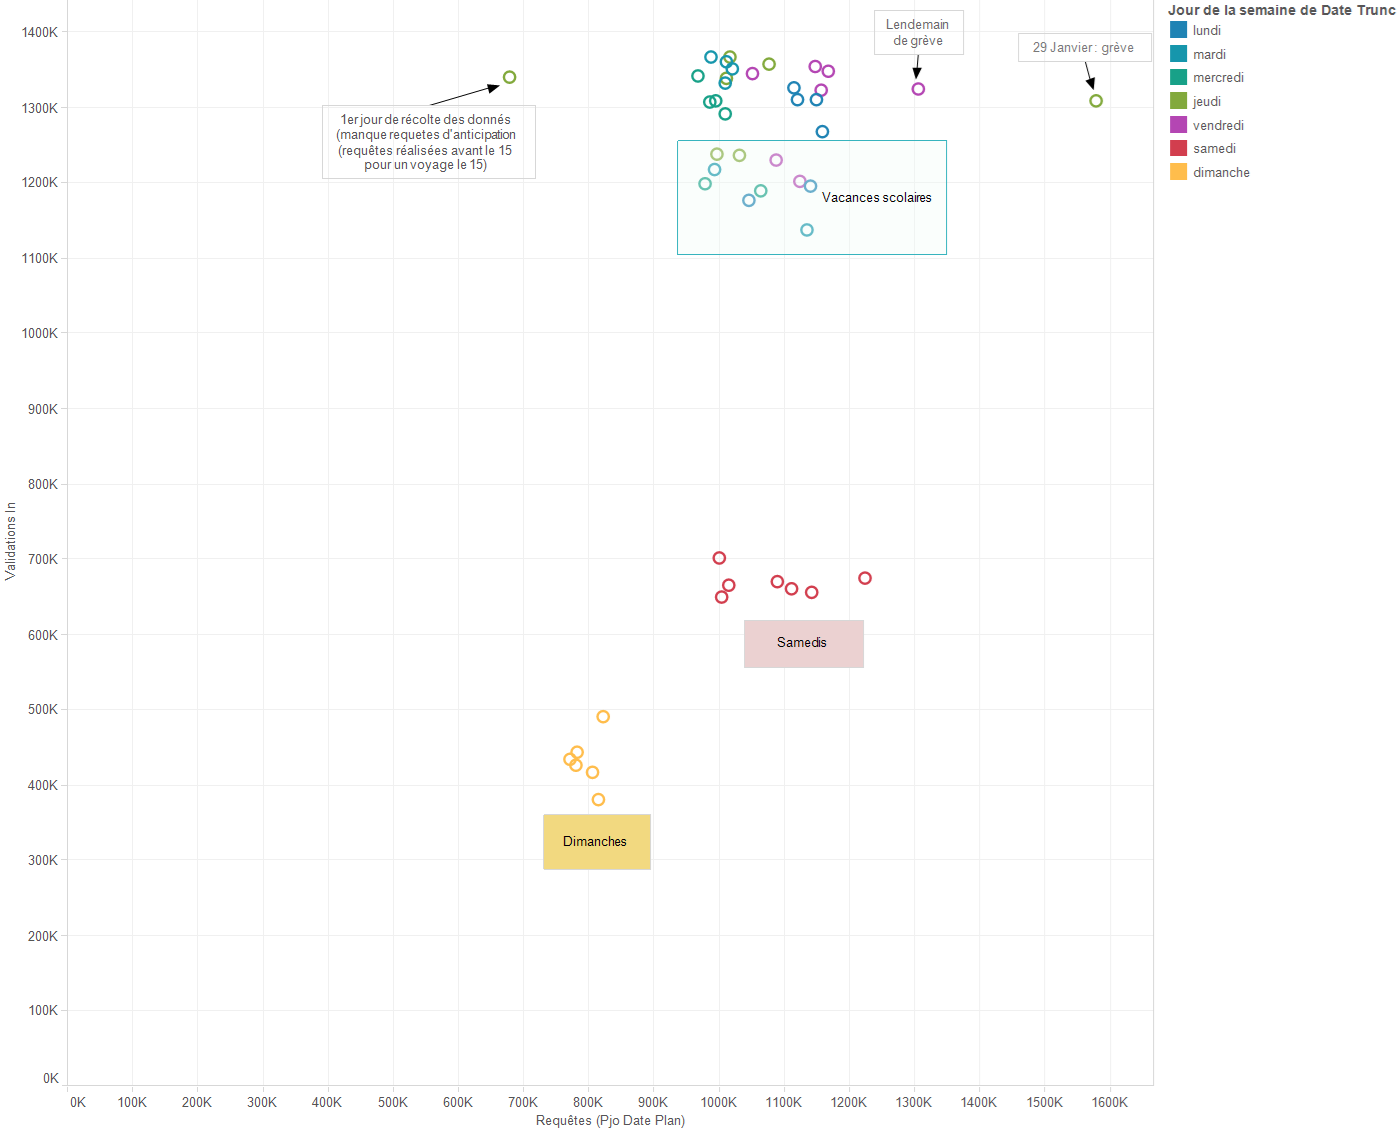 Jour de la semaine de Date Trunc
lundi
mardi
mercredi
jeudi
vendredi
samedi
dimanche
Lendemain
de grève
29 Janvier : grève
1er jour de récolte des donnés
(manque requetes d'anticipation
(requêtes réalisées avant le 15
pour un voyage le 15)
Vacances scolaires
Samedis
Dimanches
Validations In
1400K
1300K
1200K
1100K
1000K
900K
800K
700K
600K
500K
400K
300K
200K
100K
0K
0K 100K 200K 300K 400K 500K 600K 700K 800K 900K 1000K 1100K 1200K 1300K 1400K 1500K 1600K
Requêtes (Pjo Date Plan)